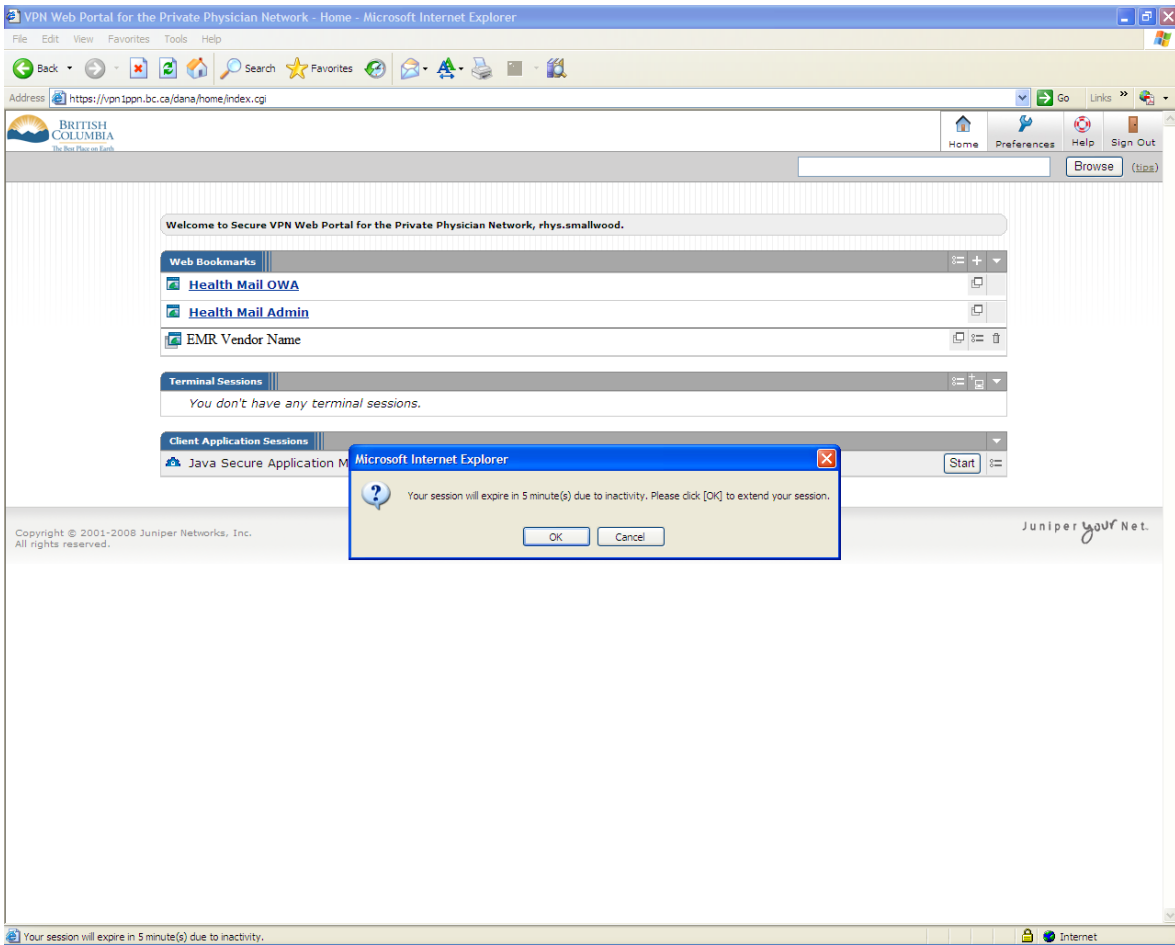 VPN Web Portal for the Private Physician Network - Home - Microsoft Internet Explorer
File Edit View Favorites Tools Help
Back Search Favorites
Address https://vpn1ppn.bc.ca/dana/home/index.cgi Go Links »
BRITISH
COLUMBIA
The Best Place on Earth
Home Preferences Help Sign Out
Browse (tips)
Welcome to Secure VPN Web Portal for the Private Physician Network, rhys.smallwood.
Web Bookmarks
Health Mail OWA
Health Mail Admin
EMR Vendor Name
Terminal Sessions
You don't have any terminal sessions.
Client Application Sessions
Java Secure Application M Start
Microsoft Internet Explorer
Your session will expire in 5 minute(s) due to inactivity. Please click [OK] to extend your session.
OK Cancel
Copyright © 2001-2008 Juniper Networks, Inc.
All rights reserved.
Juniper your Net.
Your session will expire in 5 minute(s) due to inactivity. Internet